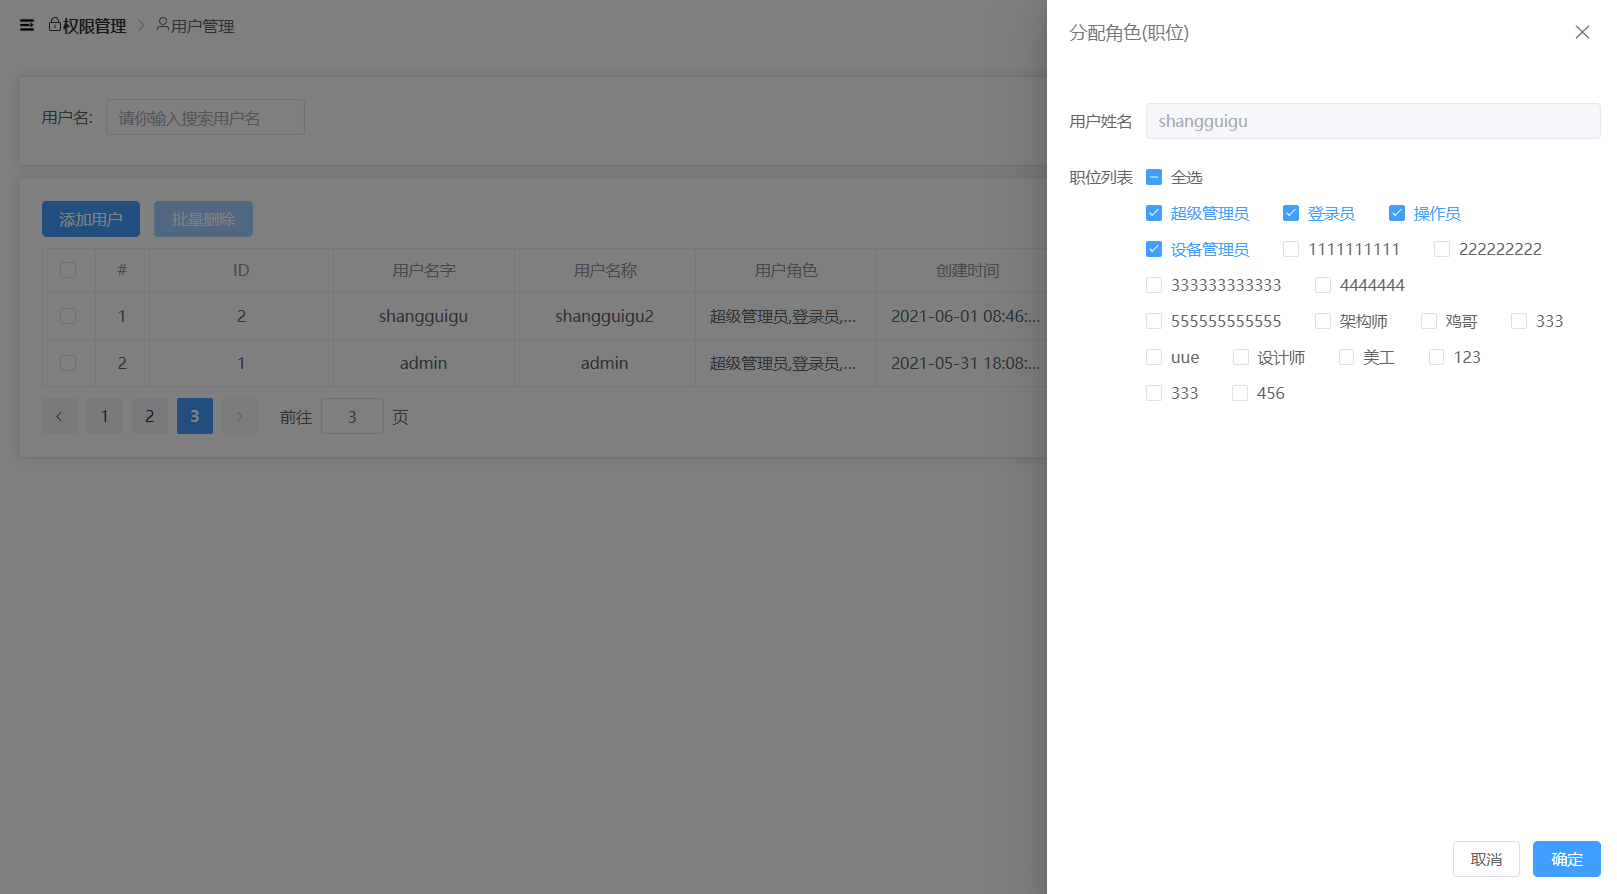 权限管理 > 用户管理
用户名: 请你输入搜索用户名
添加用户 批量删除
# ID 用户名字 用户名称 用户角色 创建时间
1 2 shangguigu shangguigu2 超级管理员,登录员,... 2021-06-01 08:46:...
2 1 admin admin 超级管理员,登录员,... 2021-05-31 18:08:...
< 1 2 3 > 前往 3 页
分配角色(职位)
用户姓名 shangguigu
职位列表 全选
超级管理员 登录员 操作员
设备管理员 1111111111 222222222
333333333333 4444444
555555555555 架构师 鸡哥 333
uue 设计师 美工 123
333 456
取消 确定